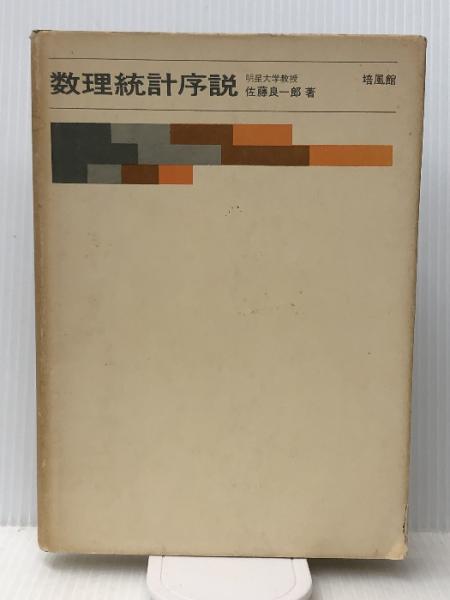 数理統計序説
明星大学教授
佐藤良一郎 著
培風館